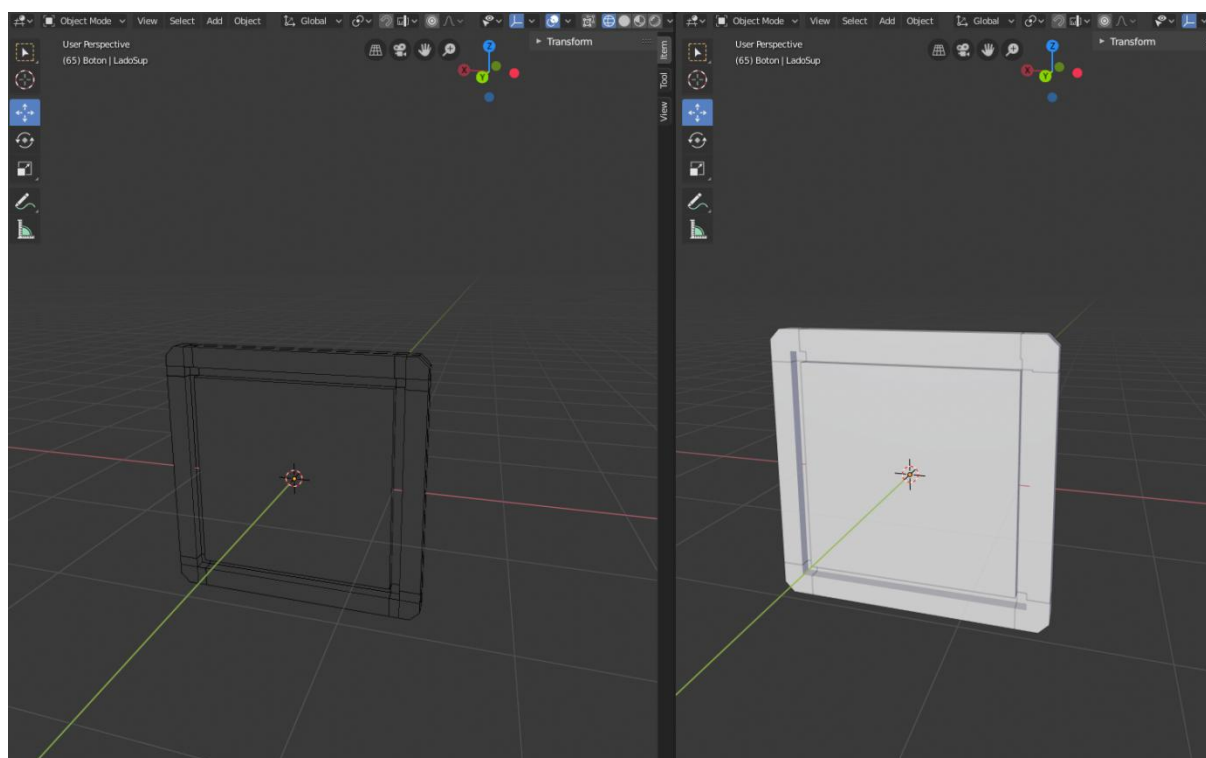 Object Mode View Select Add Object Global
User Perspective
(65) Boton | LadoSup
Transform
Item
Tool
View
X
Y
Z
Object Mode View Select Add Object Global
User Perspective
(65) Boton | LadoSup
Transform
X
Y
Z